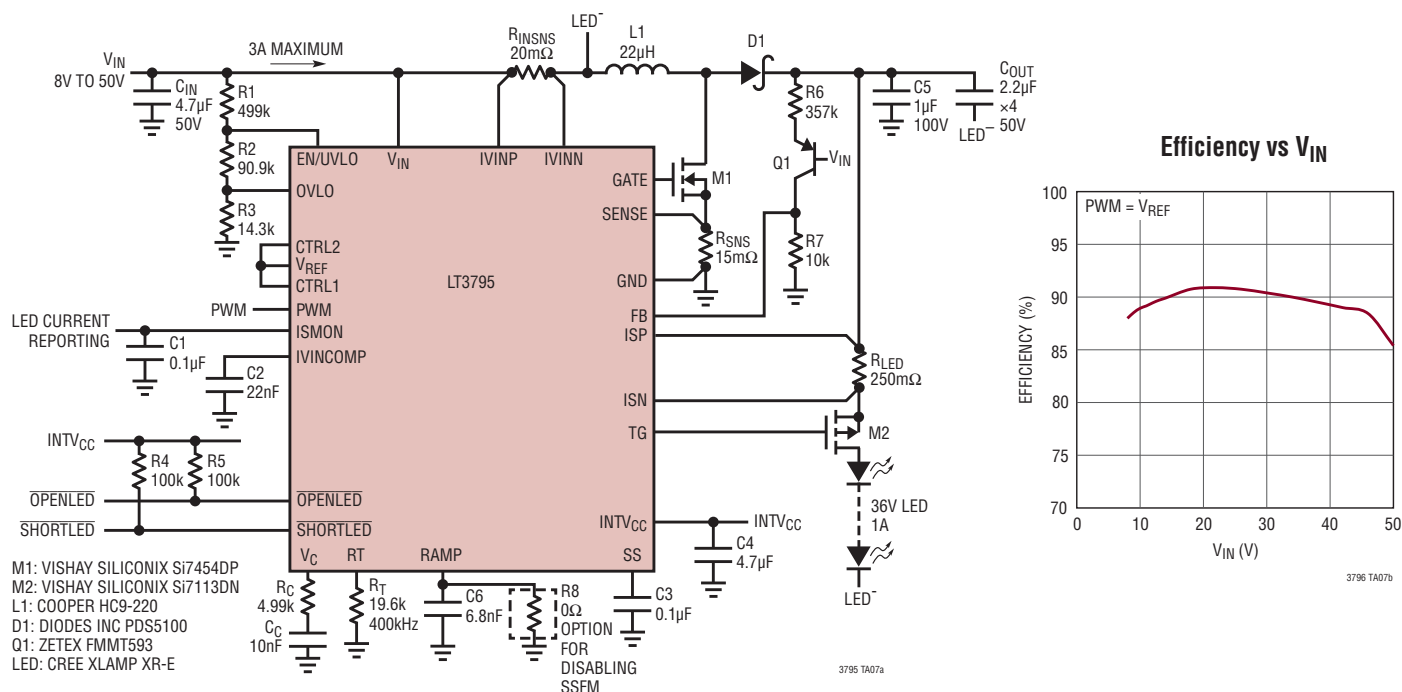 LED–
RINSNS
20mΩ
L1
22µH
D1
VIN
8V TO 50V
3A MAXIMUM
CIN
4.7µF
50V
R1
499k
R6
357k
C5
1µF
100V
COUT
2.2µF
×4
50V
LED–
R2
90.9k
R3
14.3k
EN/UVLO
VIN
IVINP
IVINN
OVLO
CTRL2
VREF
CTRL1
PWM
PWM
LED CURRENT
REPORTING
ISMON
C1
0.1µF
IVINCOMP
C2
22nF
INTVCC
R4
100k
R5
100k
OPENLED
OPENLED
SHORTLED
SHORTLED
LT3795
GATE
M1
SENSE
RSNS
15mΩ
GND
Q1
VIN
R7
10k
FB
ISP
RLED
250mΩ
ISN
TG
M2
36V LED
1A
LED–
INTVCC
INTVCC
C4
4.7µF
VC
RT
RAMP
SS
RC
4.99k
CC
10nF
RT
19.6k
400kHz
C6
6.8nF
R8
0Ω
OPTION
FOR
DISABLING
SSFM
C3
0.1µF
M1: VISHAY SILICONIX Si7454DP
M2: VISHAY SILICONIX Si7113DN
L1: COOPER HC9-220
D1: DIODES INC PDS5100
Q1: ZETEX FMMT593
LED: CREE XLAMP XR-E
3795 TA07a
Efficiency vs VIN
PWM = VREF
EFFICIENCY (%)
100
95
90
85
80
75
70
0
10
20
30
40
50
VIN (V)
3796 TA07b